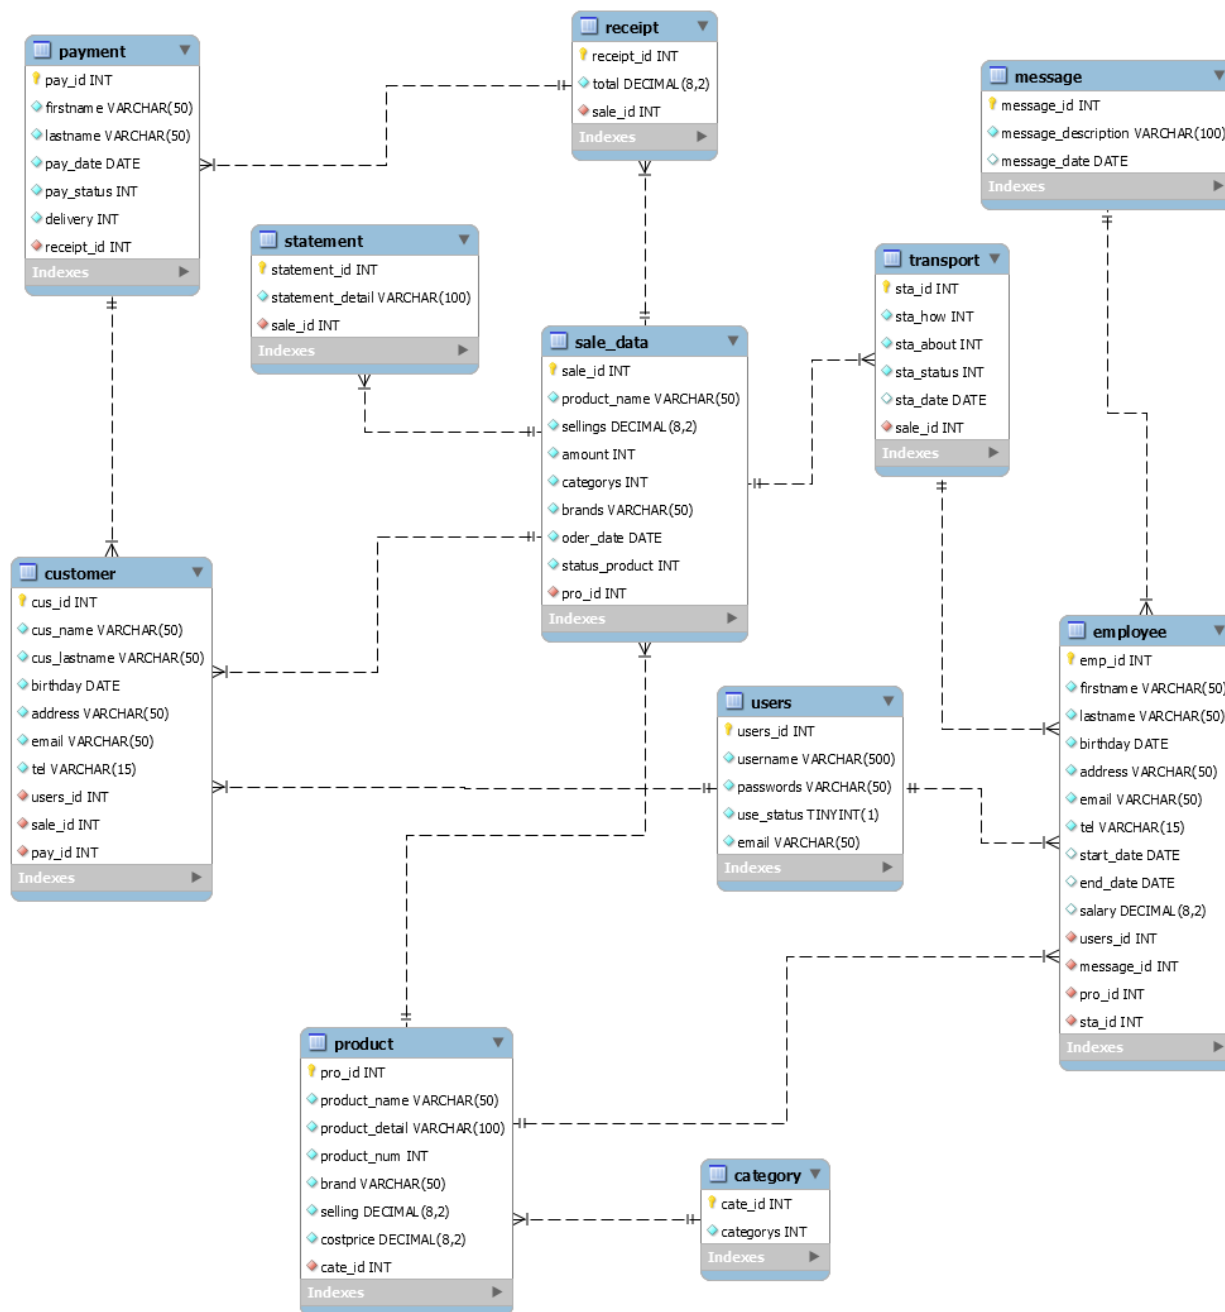 payment
pay_id INT
firstname VARCHAR(50)
lastname VARCHAR(50)
pay_date DATE
pay_status INT
delivery INT
receipt_id INT
Indexes
receipt
receipt_id INT
total DECIMAL(8,2)
sale_id INT
Indexes
message
message_id INT
message_description VARCHAR(100)
message_date DATE
Indexes
statement
statement_id INT
statement_detail VARCHAR(100)
sale_id INT
Indexes
transport
sta_id INT
sta_how INT
sta_about INT
sta_status INT
sta_date DATE
sale_id INT
Indexes
sale_data
sale_id INT
product_name VARCHAR(50)
sellings DECIMAL(8,2)
amount INT
categorys INT
brands VARCHAR(50)
oder_date DATE
status_product INT
pro_id INT
Indexes
customer
cus_id INT
cus_name VARCHAR(50)
cus_lastname VARCHAR(50)
birthday DATE
address VARCHAR(50)
email VARCHAR(50)
tel VARCHAR(15)
users_id INT
sale_id INT
pay_id INT
Indexes
users
users_id INT
username VARCHAR(500)
passwords VARCHAR(50)
use_status TINYINT(1)
email VARCHAR(50)
Indexes
employee
emp_id INT
firstname VARCHAR(50)
lastname VARCHAR(50)
birthday DATE
address VARCHAR(50)
email VARCHAR(50)
tel VARCHAR(15)
start_date DATE
end_date DATE
salary DECIMAL(8,2)
users_id INT
message_id INT
pro_id INT
sta_id INT
Indexes
product
pro_id INT
product_name VARCHAR(50)
product_detail VARCHAR(100)
product_num INT
brand VARCHAR(50)
selling DECIMAL(8,2)
costprice DECIMAL(8,2)
cate_id INT
Indexes
category
cate_id INT
categorys INT
Indexes